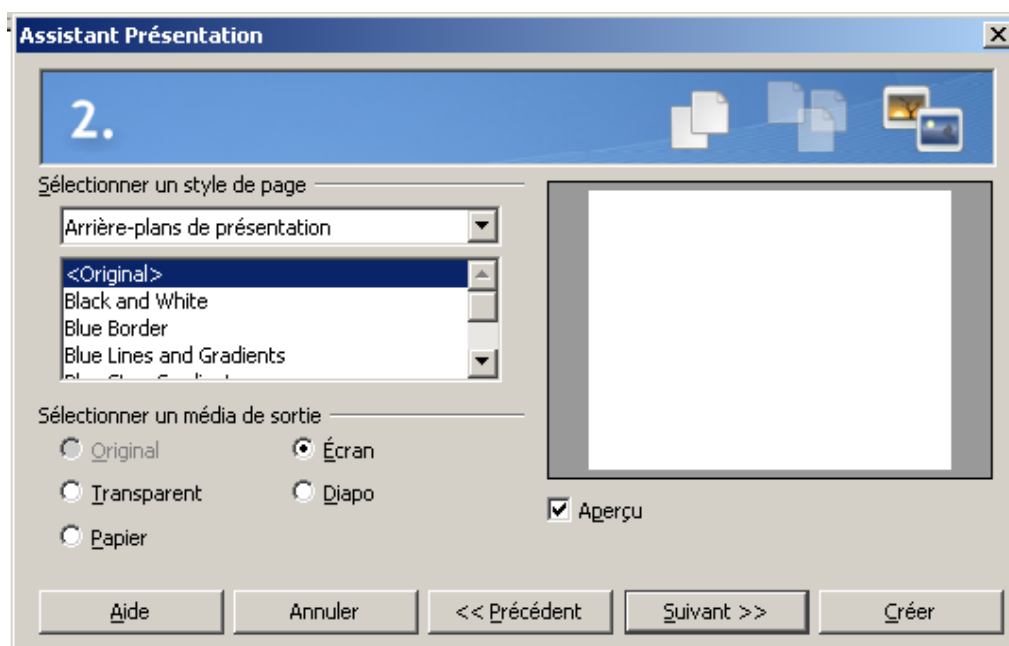 Assistant Présentation
2.
Sélectionner un style de page
Arrière-plans de présentation
<Original>
Black and White
Blue Border
Blue Lines and Gradients
Sélectionner un média de sortie
Original
Écran
Transparent
Diapo
Papier
Aperçu
Aide
Annuler
<< Précédent
Suivant >>
Créer